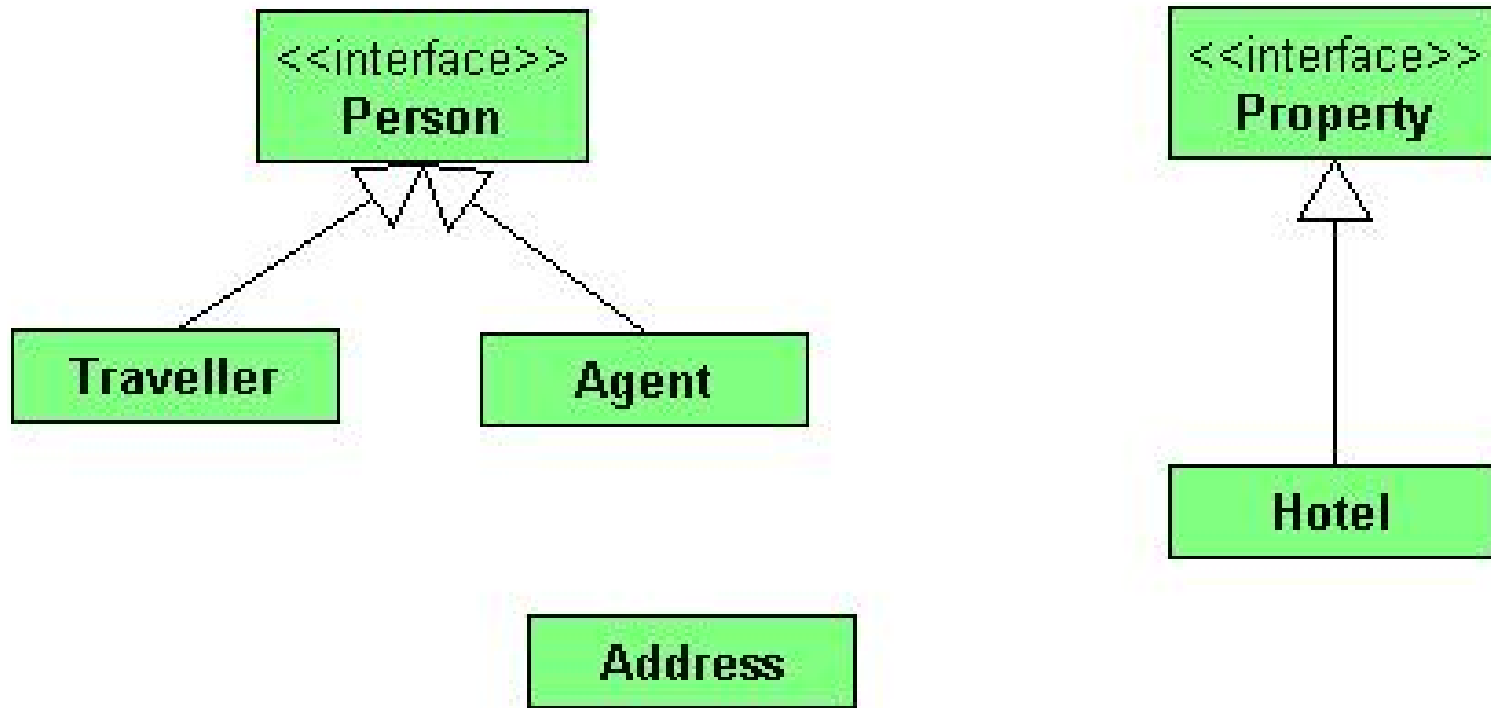 <<interface>>
Person
<<interface>>
Property
Traveller
Agent
Hotel
Address